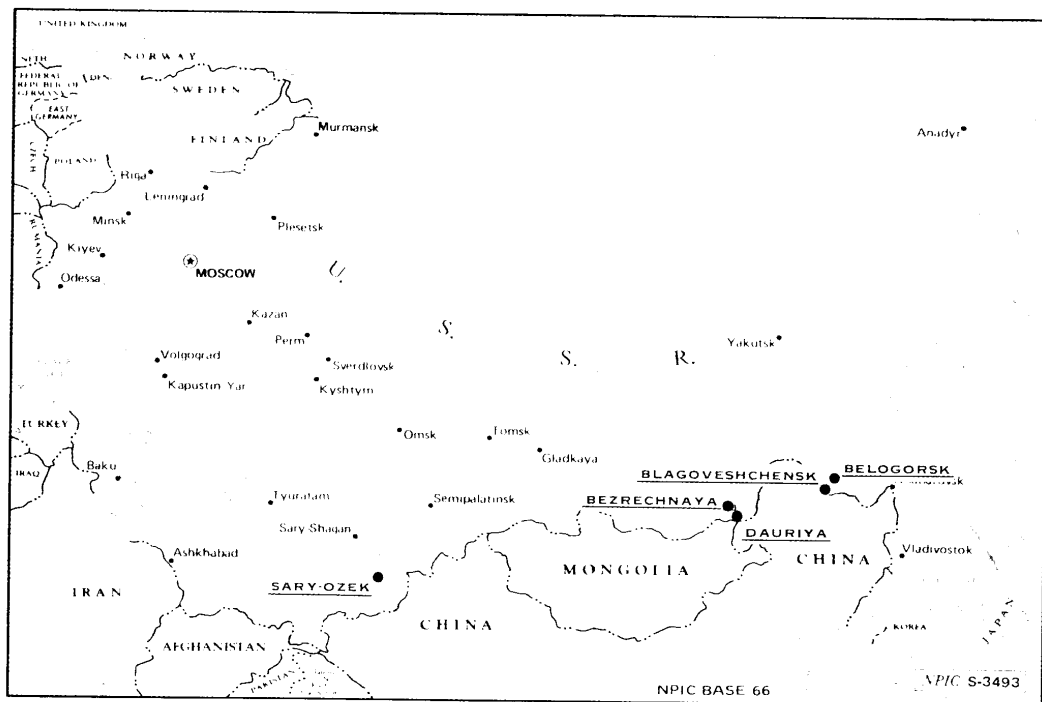 UNITED KINGDOM
NORWAY
NETH
DEN.
FEDERAL
REPUBLIC OF
GERMANY
SWEDEN
EAST
GERMANY
Murmansk
Anadyr
FINLAND
CZECH
POLAND
Riga
Leningrad
Minsk
Plesetsk
RUMANIA
Kiyev
MOSCOW
Odessa
U. S. S. R.
Kazan
Perm
Yakutsk
Volgograd
Sverdlovsk
Kapustin Yar
Kyshtym
TURKEY
Omsk
Tomsk
Gladkaya
IRAQ
Baku
BLAGOVESHCHENSK
BELOGORSK
Tyuratam
Semipalatinsk
BEZRECHNAYA
Sary-Shagan
DAURIYA
Ashkhabad
MONGOLIA
CHINA
Vladivostok
IRAN
SARY-OZEK
CHINA
KOREA
JAPAN
AFGHANISTAN
PAKISTAN
NPIC BASE 66
NPIC S-3493